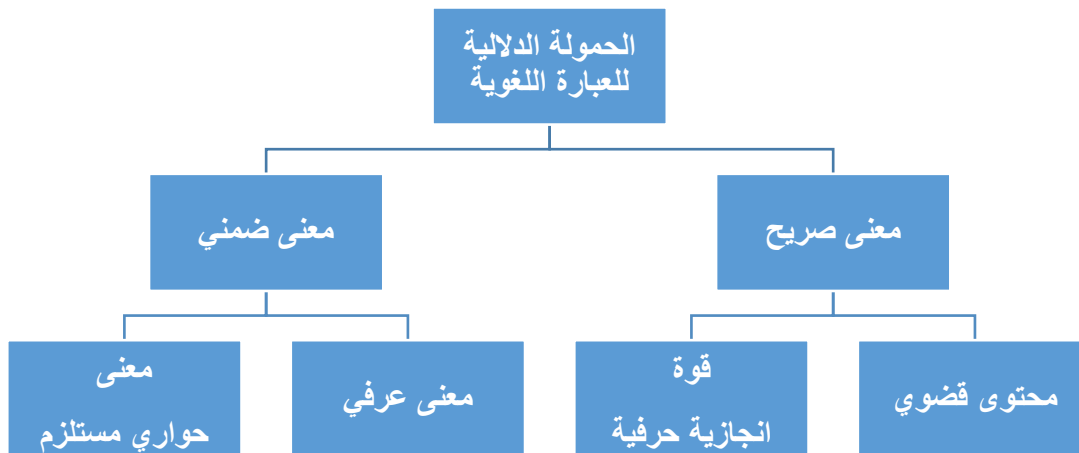 الحمولة الدلالية
للعبارة اللغوية
معنى صريح
معنى ضمني
محتوى قضوي
قوة
انجازية حرفية
معنى عرفي
معنى
حواري مستلزم